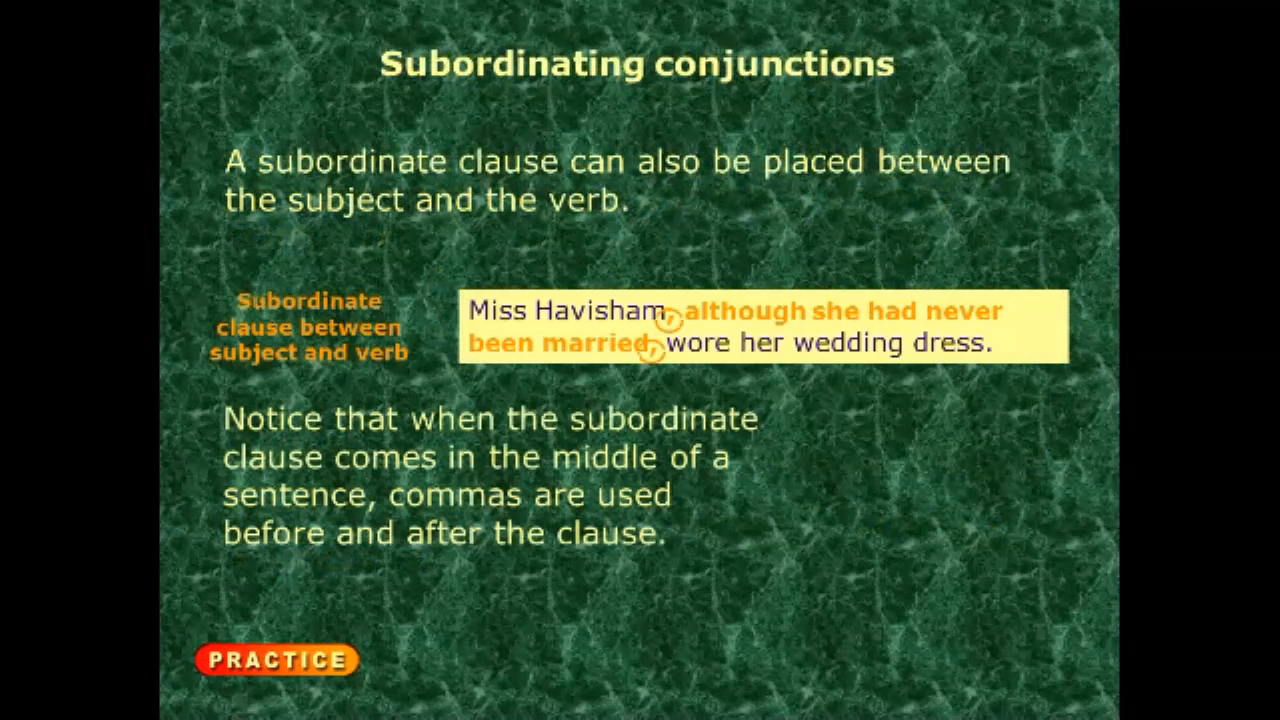 Subordinating conjunctions
A subordinate clause can also be placed between
the subject and the verb.
Subordinate
clause between
subject and verb
Miss Havisham, although she had never
been married, wore her wedding dress.
Notice that when the subordinate
clause comes in the middle of a
sentence, commas are used
before and after the clause.
PRACTICE